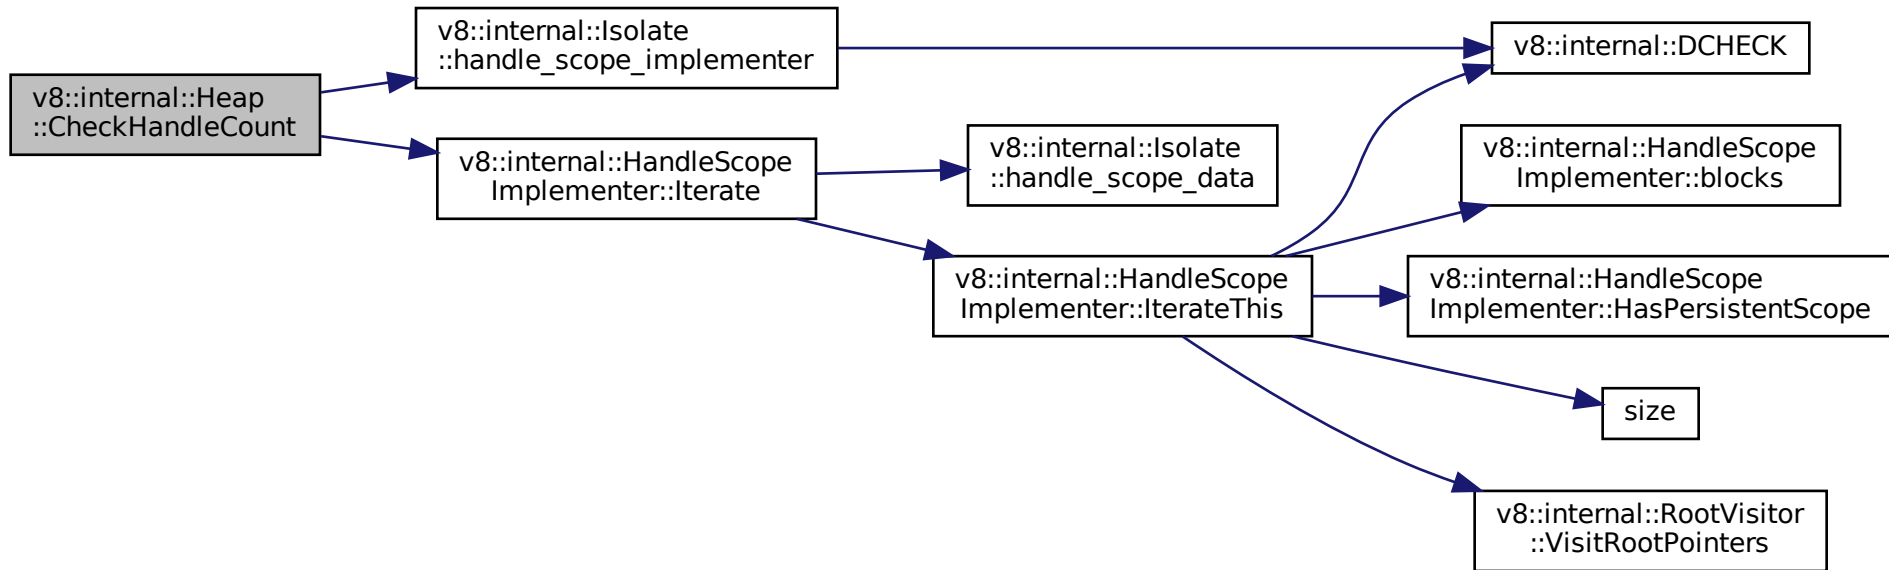 v8::internal::Heap
::CheckHandleCount
v8::internal::Isolate
::handle_scope_implementer
v8::internal::HandleScope
Implementer::Iterate
v8::internal::Isolate
::handle_scope_data
v8::internal::HandleScope
Implementer::IterateThis
v8::internal::DCHECK
v8::internal::HandleScope
Implementer::blocks
v8::internal::HandleScope
Implementer::HasPersistentScope
size
v8::internal::RootVisitor
::VisitRootPointers